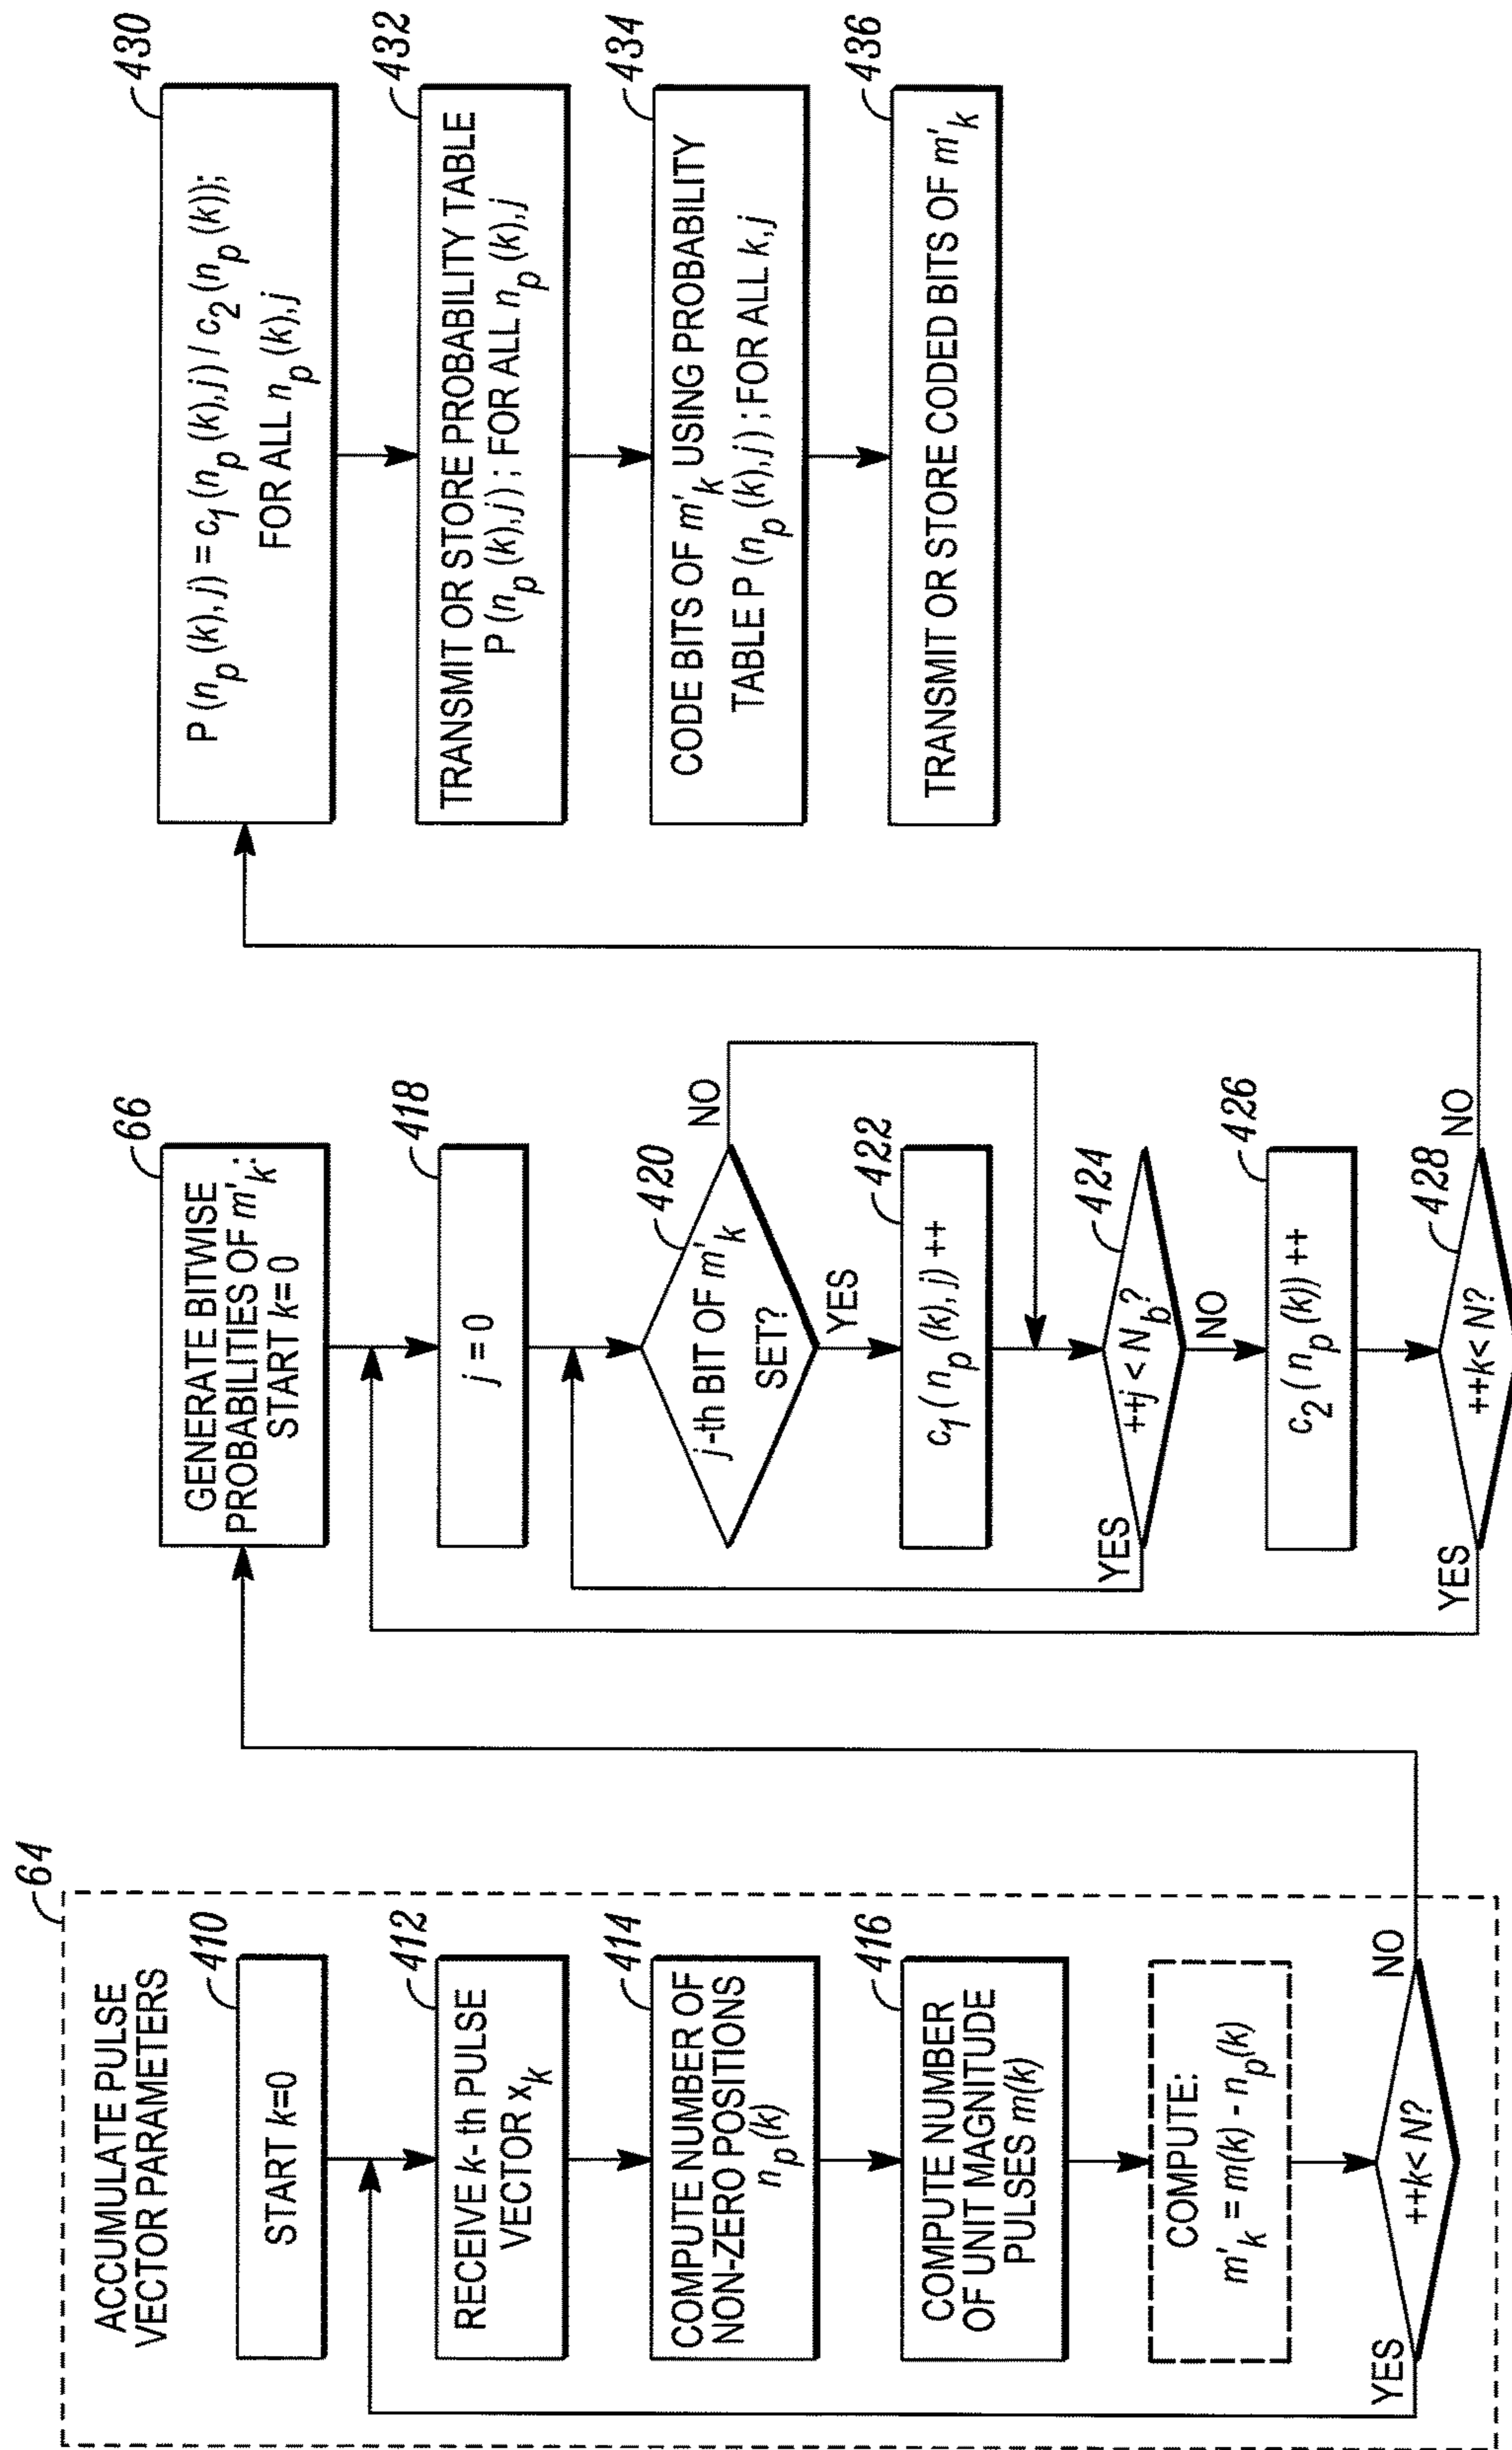 64
ACCUMULATE PULSE
VECTOR PARAMETERS
410
START k=0
412
RECEIVE k- th PULSE
VECTOR x_k
414
COMPUTE NUMBER OF
NON-ZERO POSITIONS
n_p(k)
416
COMPUTE NUMBER
OF UNIT MAGNITUDE
PULSES m(k)
COMPUTE:
m'_k = m(k) - n_p(k)
++k< N?
YES
NO
66
GENERATE BITWISE
PROBABILITIES OF m'_k:
START k=0
418
j = 0
420
j-th BIT OF m'_k
SET?
NO
YES
422
c_1 ( n_p (k), j) ++
424
++j < N_b?
YES
NO
426
c_2 ( n_p (k)) ++
428
++k< N?
YES
NO
430
P (n_p (k), j) = c_1 (n_p (k),j) / c_2 (n_p (k));
FOR ALL n_p (k),j
432
TRANSMIT OR STORE PROBABILITY TABLE
P (n_p (k),j) ; FOR ALL n_p (k),j
434
CODE BITS OF m'_k USING PROBABILITY
TABLE P (n_p (k),j) ; FOR ALL k,j
436
TRANSMIT OR STORE CODED BITS OF m'_k